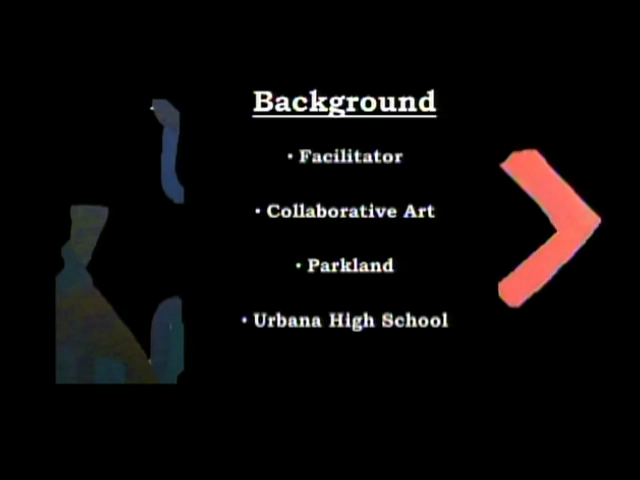 Background
• Facilitator
• Collaborative Art
• Parkland
• Urbana High School